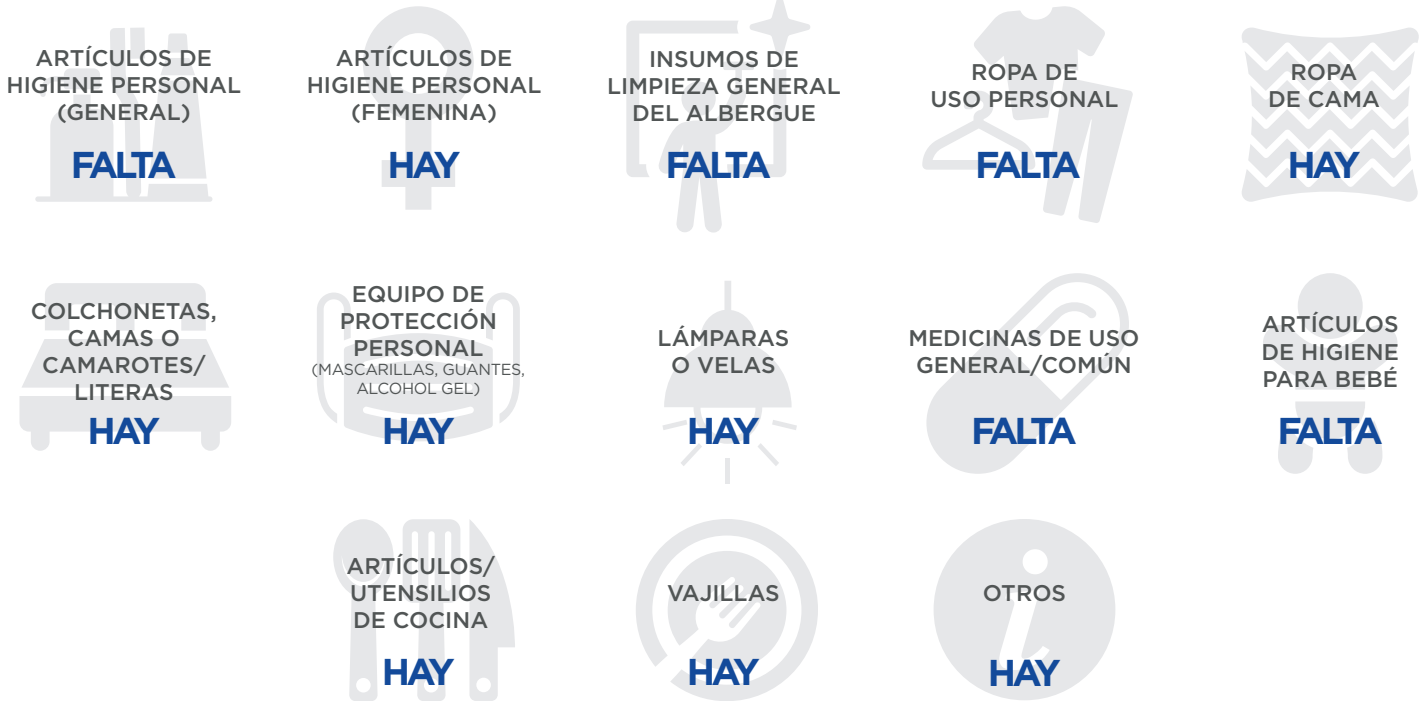 ARTÍCULOS DE
HIGIENE PERSONAL
(GENERAL)
FALTA
ARTÍCULOS DE
HIGIENE PERSONAL
(FEMENINA)
HAY
INSUMOS DE
LIMPIEZA GENERAL
DEL ALBERGUE
FALTA
ROPA DE
USO PERSONAL
FALTA
ROPA
DE CAMA
HAY
COLCHONETAS,
CAMAS O
CAMAROTES/
LITERAS
HAY
EQUIPO DE
PROTECCIÓN
PERSONAL
(MASCARILLAS, GUANTES,
ALCOHOL GEL)
HAY
LÁMPARAS
O VELAS
HAY
MEDICINAS DE USO
GENERAL/COMÚN
FALTA
ARTÍCULOS
DE HIGIENE
PARA BEBÉ
FALTA
ARTÍCULOS/
UTENSILIOS
DE COCINA
HAY
VAJILLAS
HAY
OTROS
HAY